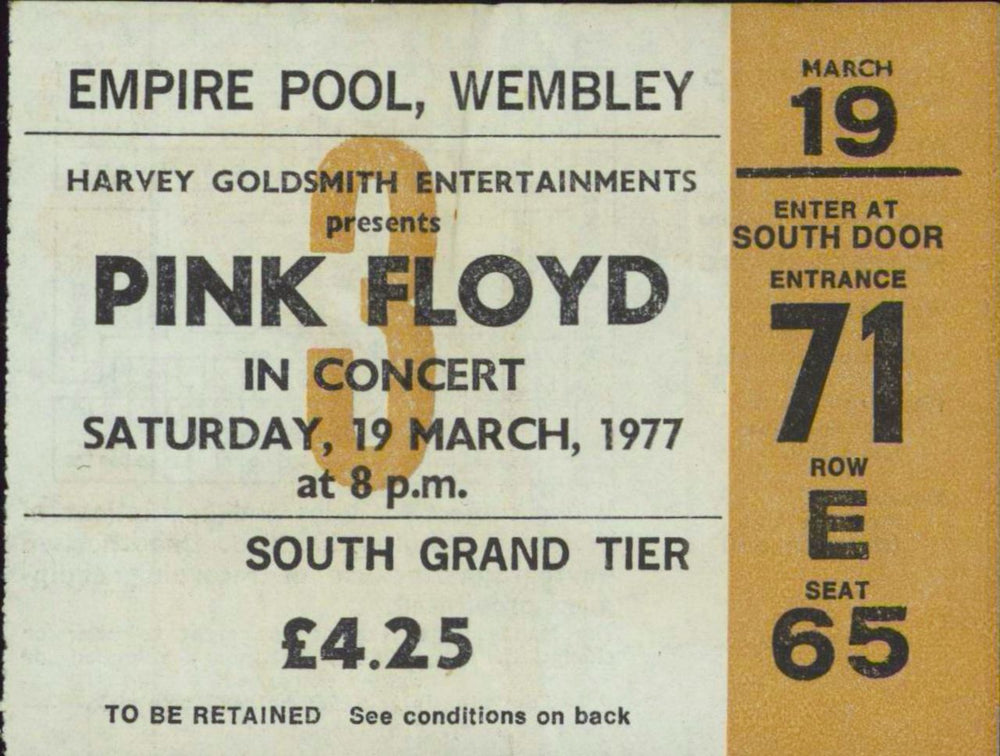 EMPIRE POOL, WEMBLEY
HARVEY GOLDSMITH ENTERTAINMENTS
presents
PINK FLOYD
IN CONCERT
SATURDAY, 19 MARCH, 1977
at 8 p.m.
3
SOUTH GRAND TIER
£4.25
TO BE RETAINED See conditions on back
MARCH
19
ENTER AT
SOUTH DOOR
ENTRANCE
71
ROW
E
SEAT
65